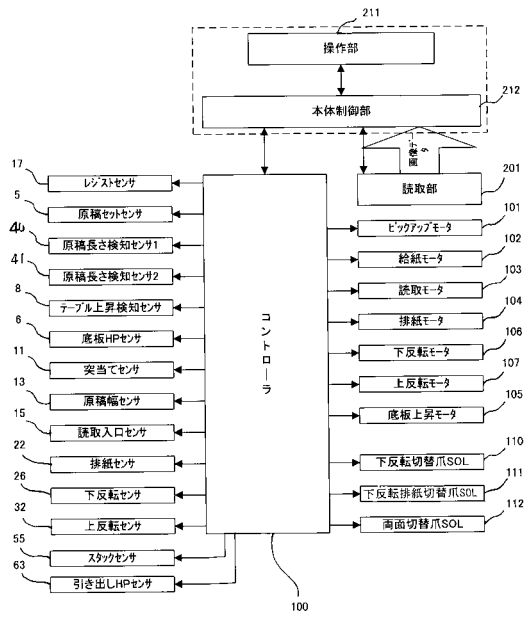 211
操作部
212
本体制御部
画像データ
17
レジストセンサ
読取部
201
5
原稿セットセンサ
ピックアップモータ
101
40
原稿長さ検知センサ1
給紙モータ
102
41
原稿長さ検知センサ2
読取モータ
103
8
テーブル上昇検知センサ
排紙モータ
104
6
底板HPセンサ
下反転モータ
106
11
突当てセンサ
上反転モータ
107
13
原稿幅センサ
底板上昇モータ
105
コントローラ
15
読取入口センサ
22
排紙センサ
下反転切替爪SOL
110
26
下反転センサ
下反転排紙切替爪SOL
111
32
上反転センサ
両面切替爪SOL
112
55
スタックセンサ
63
引き出しHPセンサ
100